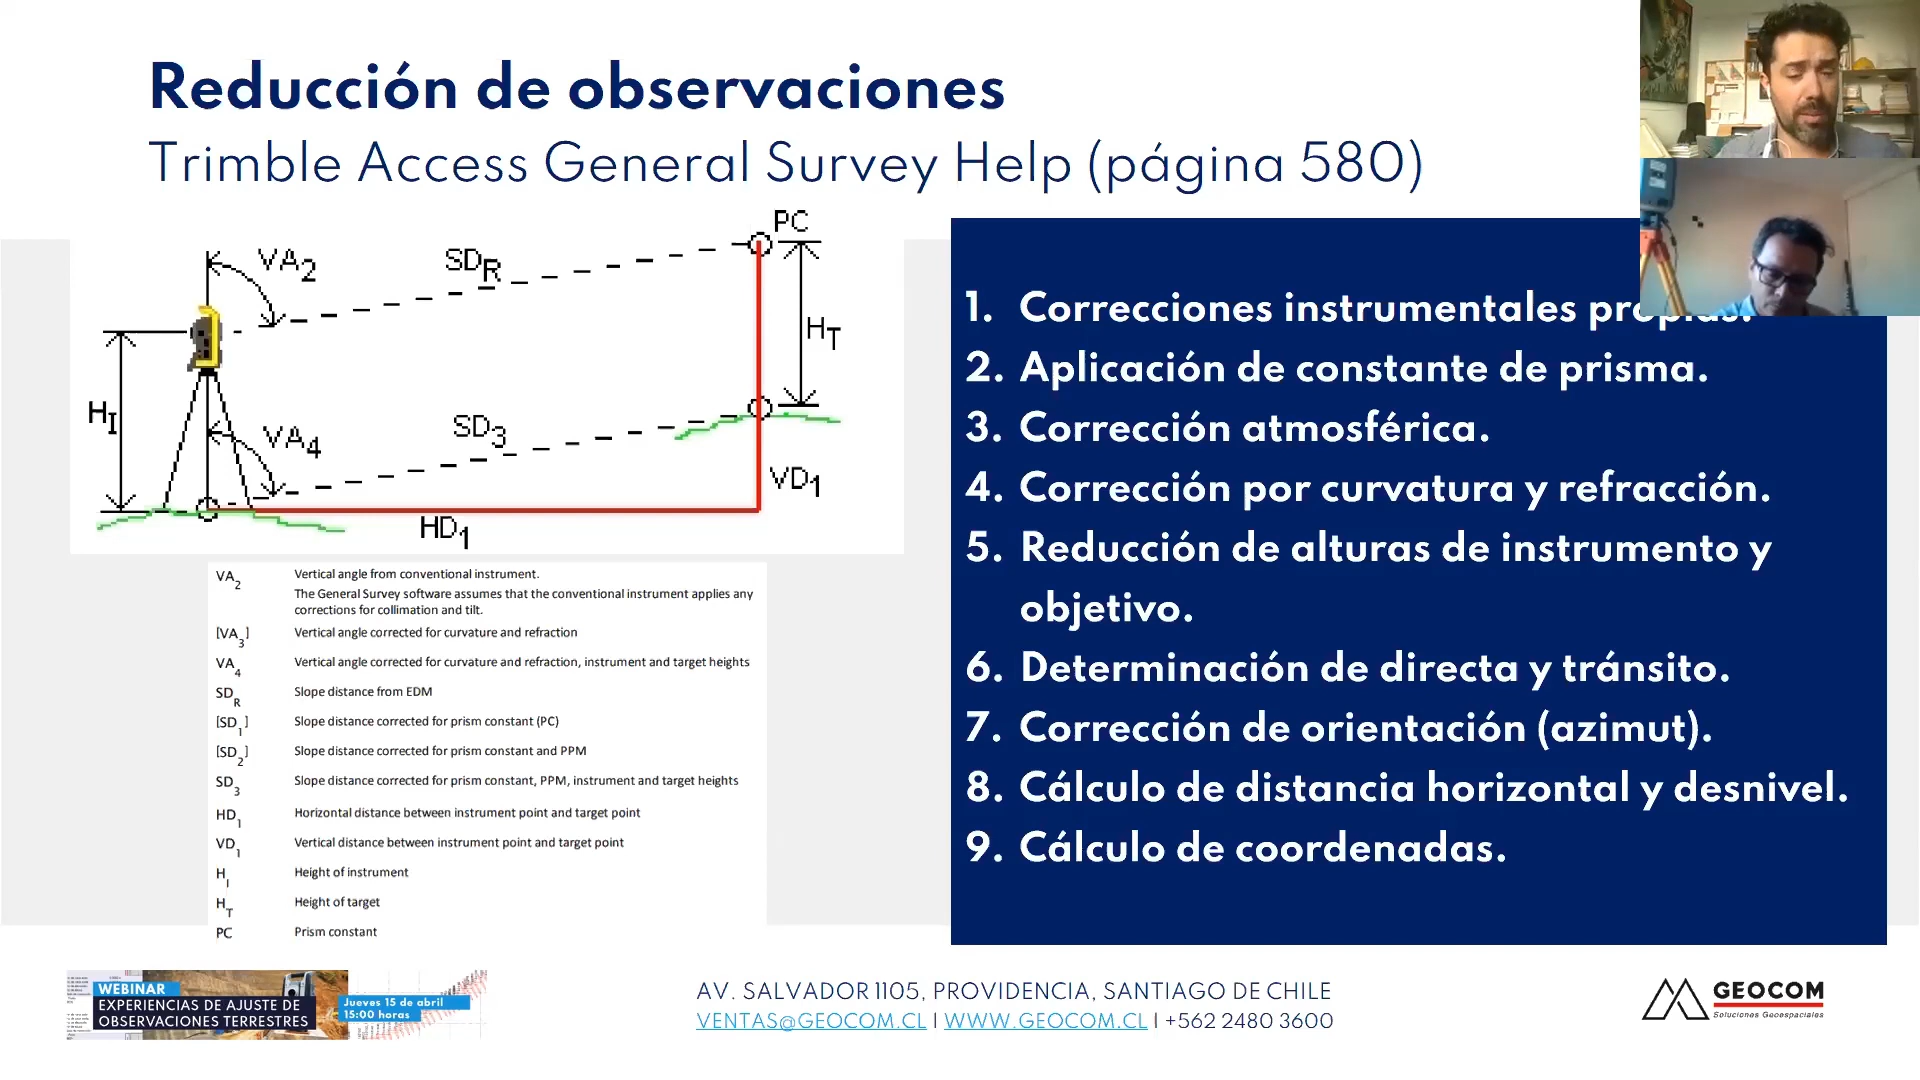 Reducción de observaciones
Trimble Access General Survey Help (página 580)
PC
VA2
SDR
HT
HI
VA4
SD3
VD1
HD1
VA2 Vertical angle from conventional instrument.
The General Survey software assumes that the conventional instrument applies any
corrections for collimation and tilt.
[VA3] Vertical angle corrected for curvature and refraction
VA4 Vertical angle corrected for curvature and refraction, instrument and target heights
SDR Slope distance from EDM
[SD1] Slope distance corrected for prism constant (PC)
[SD2] Slope distance corrected for prism constant and PPM
SD3 Slope distance corrected for prism constant, PPM, instrument and target heights
HD1 Horizontal distance between instrument point and target point
VD1 Vertical distance between instrument point and target point
HI Height of instrument
HT Height of target
PC Prism constant
1. Correcciones instrumentales propias.
2. Aplicación de constante de prisma.
3. Corrección atmosférica.
4. Corrección por curvatura y refracción.
5. Reducción de alturas de instrumento y
objetivo.
6. Determinación de directa y tránsito.
7. Corrección de orientación (azimut).
8. Cálculo de distancia horizontal y desnivel.
9. Cálculo de coordenadas.
WEBINAR
EXPERIENCIAS DE AJUSTE DE
OBSERVACIONES TERRESTRES
Jueves 15 de abril
15:00 horas
AV. SALVADOR 1105, PROVIDENCIA, SANTIAGO DE CHILE
VENTAS@GEOCOM.CL | WWW.GEOCOM.CL | +562 2480 3600
GEOCOM
Soluciones Geoespaciales